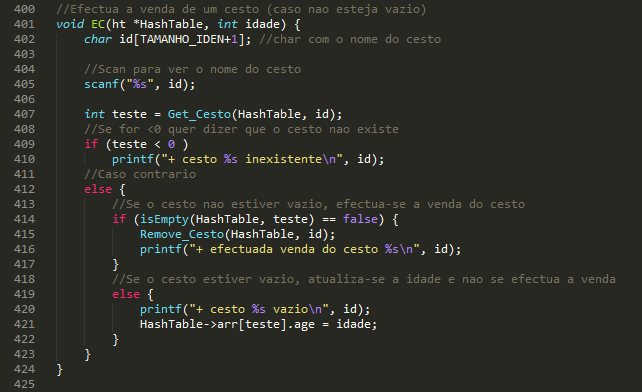 400 //Efectua a venda de um cesto (caso nao esteja vazio)
401 void EC(ht *HashTable, int idade) {
402     char id[TAMANHO_IDEN+1]; //char com o nome do cesto
403
404     //Scan para ver o nome do cesto
405     scanf("%s", id);
406
407     int teste = Get_Cesto(HashTable, id);
408     //Se for <0 quer dizer que o cesto nao existe
409     if (teste < 0 )
410         printf("+ cesto %s inexistente\n", id);
411     //Caso contrario
412     else {
413         //Se o cesto nao estiver vazio, efectua-se a venda do cesto
414         if (isEmpty(HashTable, teste) == false) {
415             Remove_Cesto(HashTable, id);
416             printf("+ efectuada venda do cesto %s\n", id);
417         }
418         //Se o cesto estiver vazio, atualiza-se a idade e nao se efectua a venda
419         else {
420             printf("+ cesto %s vazio\n", id);
421             HashTable->arr[teste].age = idade;
422         }
423     }
424 }
425